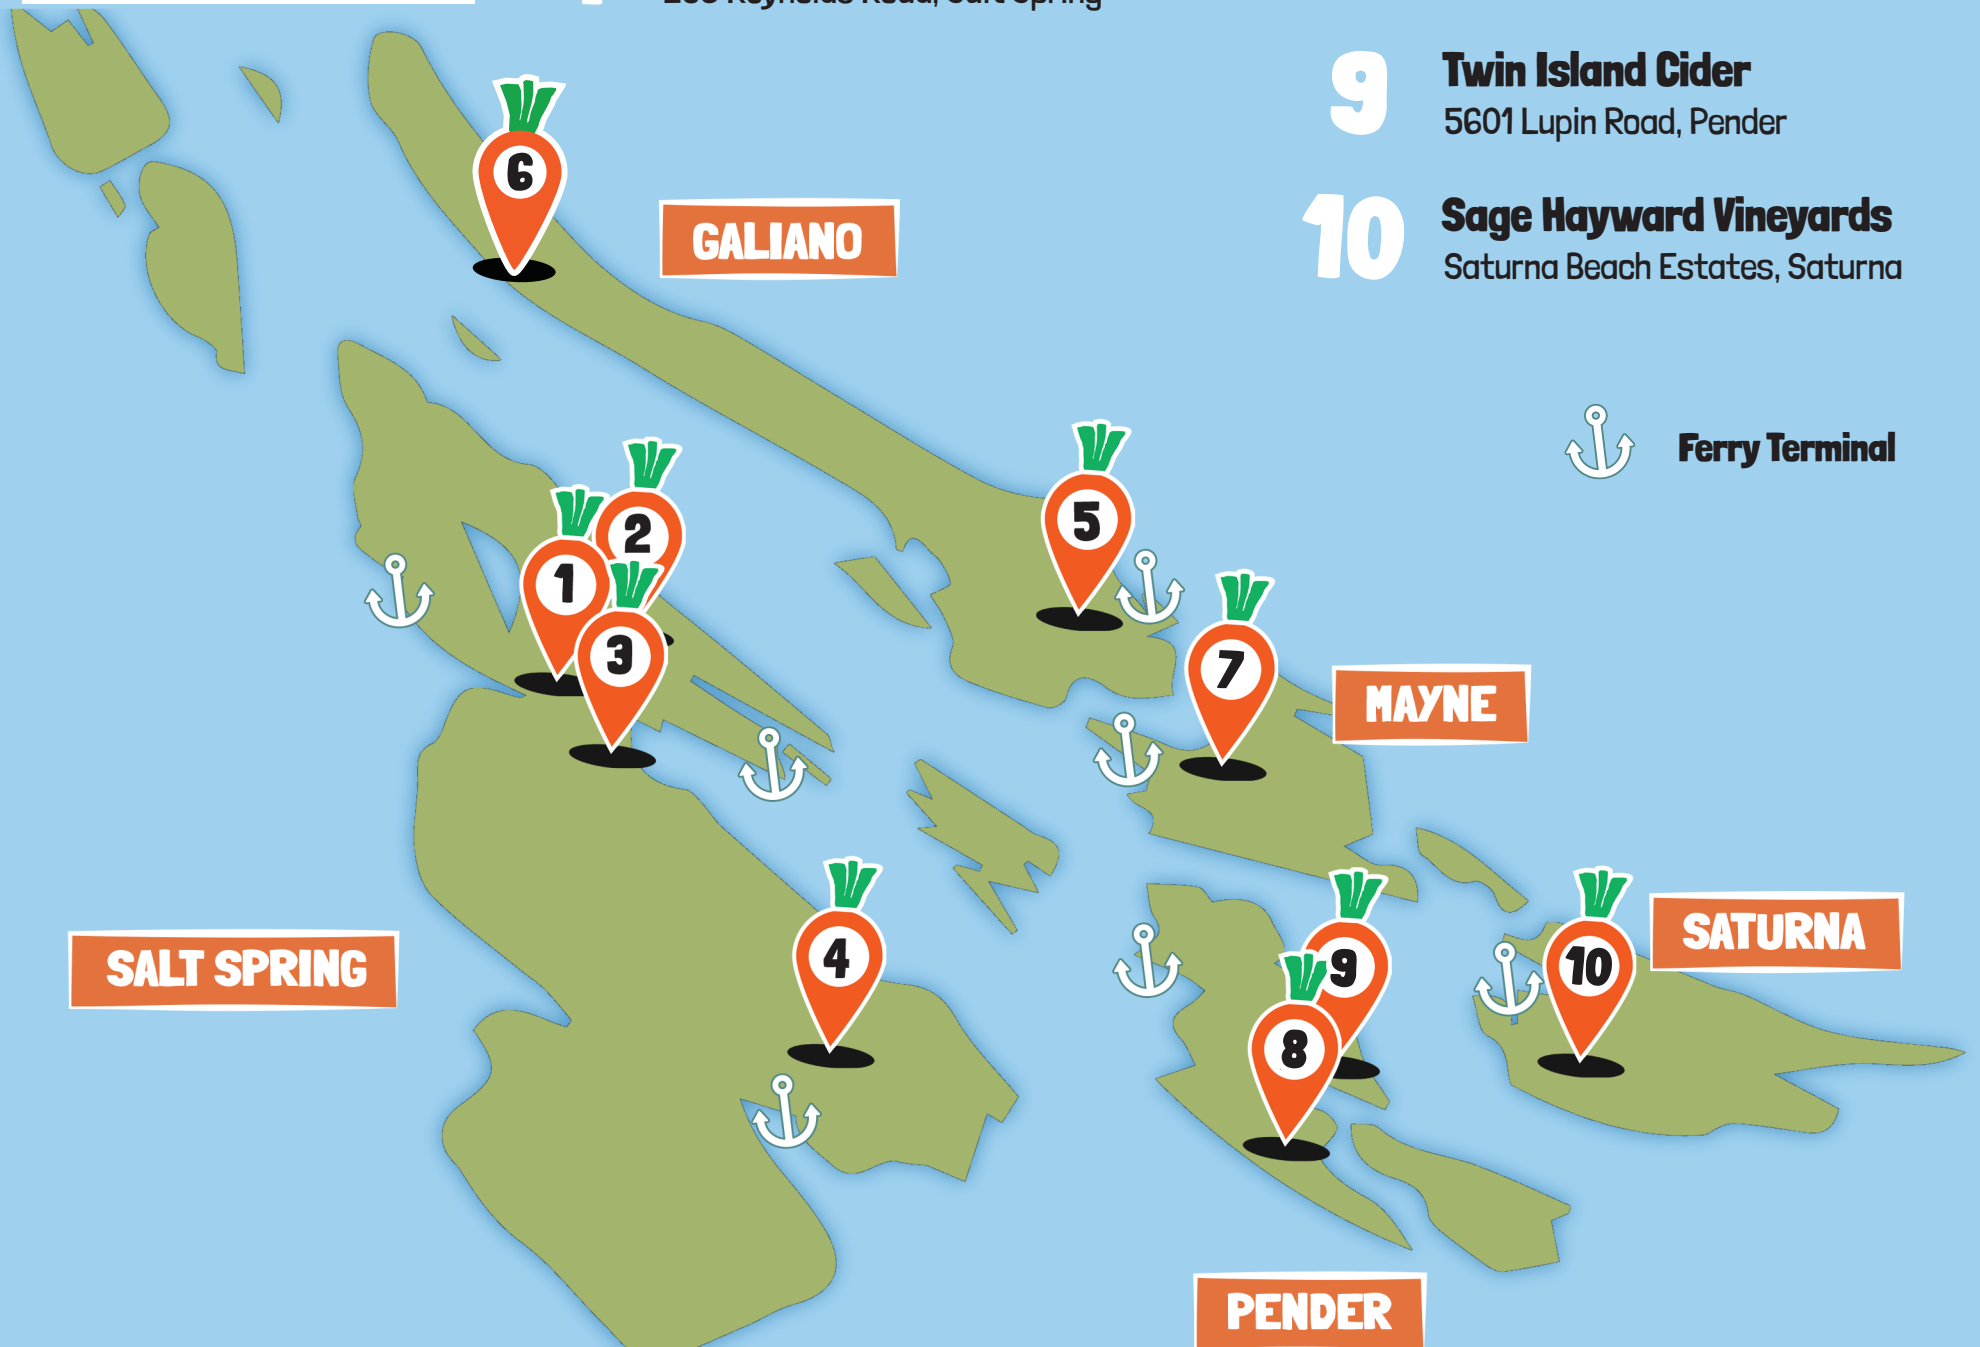 9
Twin Island Cider
5601 Lupin Road, Pender
10
Sage Hayward Vineyards
Saturna Beach Estates, Saturna
Ferry Terminal
6
GALIANO
5
2
1
3
7
MAYNE
4
SALT SPRING
9
8
10
SATURNA
PENDER